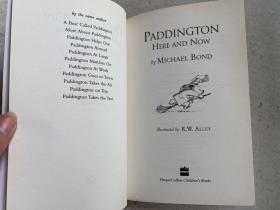 by the same author
A Bear Called Paddington
More About Paddington
Paddington Helps Out
Paddington Abroad
Paddington At Large
Paddington Marches On
Paddington At Work
Paddington Goes to Town
Paddington Takes the Air
Paddington on Top
Paddington Takes the Test
PADDINGTON
HERE AND NOW
by MICHAEL BOND
illustrated by R.W. ALLEY
HarperCollins Children's Books